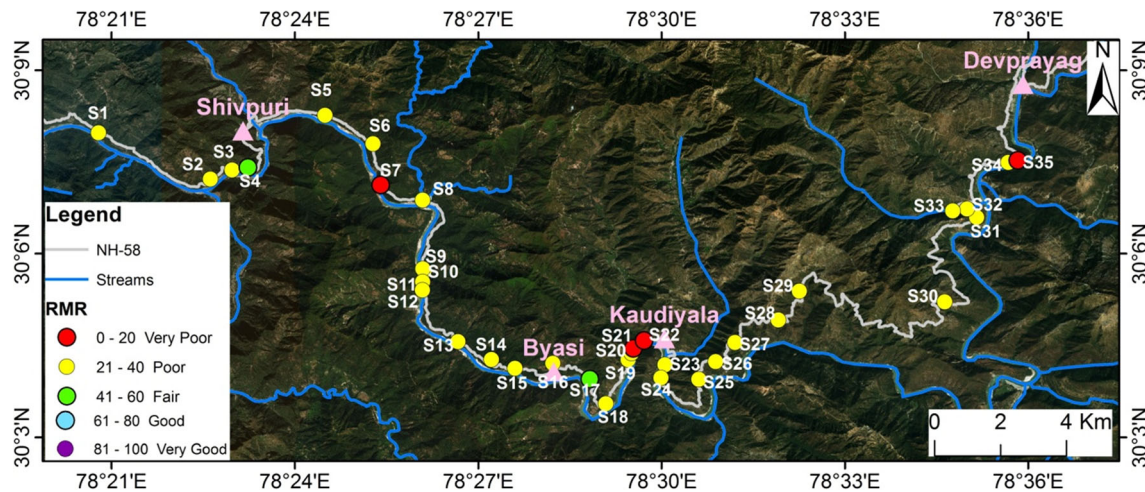 78°21'E 78°24'E 78°27'E 78°30'E 78°33'E 78°36'E
30°9'N
30°6'N
30°3'N
N
Devprayag
Shivpuri
Byasi
Kaudiyala
S1
S2
S3
S4
S5
S6
S7
S8
S9
S10
S11
S12
S13
S14
S15
S16
S17
S18
S19
S20
S21
S22
S23
S24
S25
S26
S27
S28
S29
S30
S31
S32
S33
S34
S35
Legend
NH-58
Streams
RMR
0 - 20 Very Poor
21 - 40 Poor
41 - 60 Fair
61 - 80 Good
81 - 100 Very Good
0 2 4 Km
30°9'N
30°6'N
30°3'N
78°21'E 78°24'E 78°27'E 78°30'E 78°33'E 78°36'E